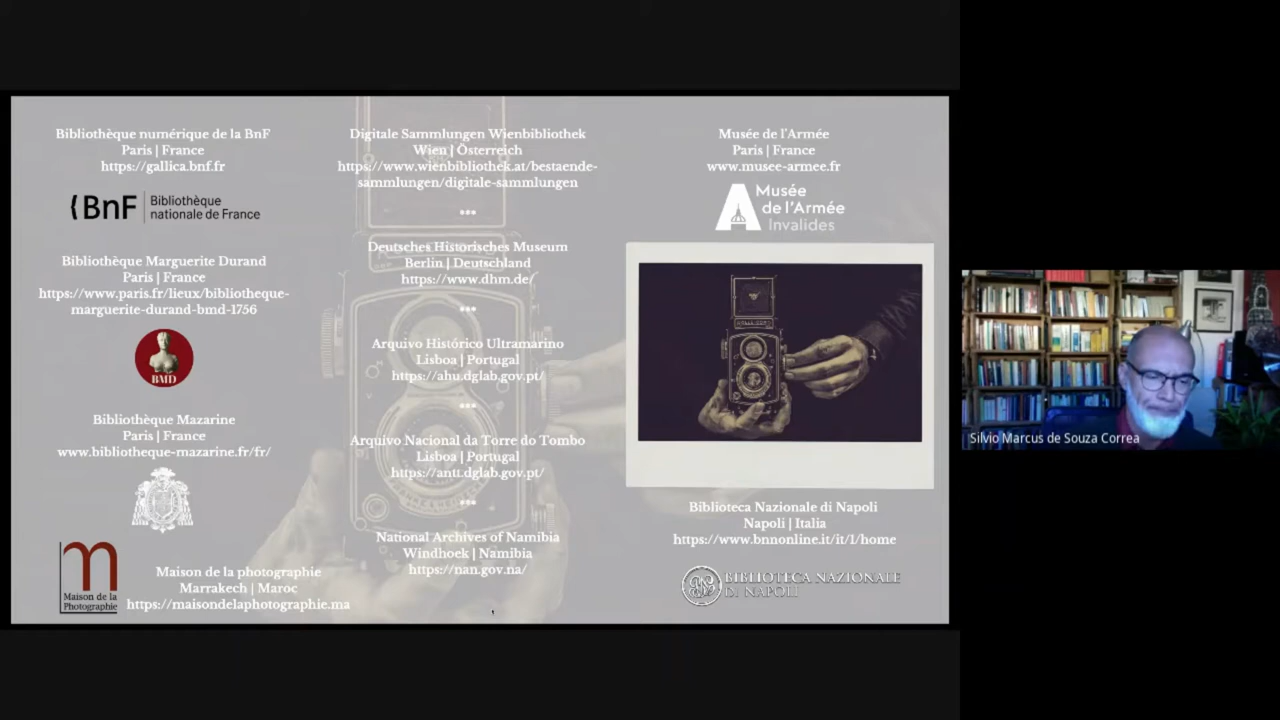 Bibliothèque numérique de la BnF
Paris | France
https://gallica.bnf.fr
(BnF
Bibliothèque
nationale de France
Bibliothèque Marguerite Durand
Paris | France
https://www.paris.fr/lieux/bibliotheque-
marguerite-durand-bmd-1756
BMD
Bibliothèque Mazarine
Paris | France
www.bibliotheque-mazarine.fr/fr/
m
Maison de la
Photographie
Maison de la photographie
Marrakech | Maroc
https://maisondelaphotographie.ma
Digitale Sammlungen Wienbibliothek
Wien | Österreich
https://www.wienbibliothek.at/bestaende-
sammlungen/digitale-sammlungen
Deutsches Historisches Museum
Berlin | Deutschland
https://www.dhm.de/
Arquivo Histórico Ultramarino
Lisboa | Portugal
https://ahu.dglab.gov.pt/
Arquivo Nacional da Torre do Tombo
Lisboa | Portugal
https://antt.dglab.gov.pt/
National Archives of Namibia
Windhoek | Namibia
https://nan.gov.na/
Musée de l'Armée
Paris | France
www.musee-armee.fr
Musée
de l'Armée
Invalides
Biblioteca Nazionale di Napoli
Napoli | Italia
https://www.bnnonline.it/it/1/home
BIBLIOTECA NAZIONALE
DI NAPOLI
Silvio Marcus de Souza Correa